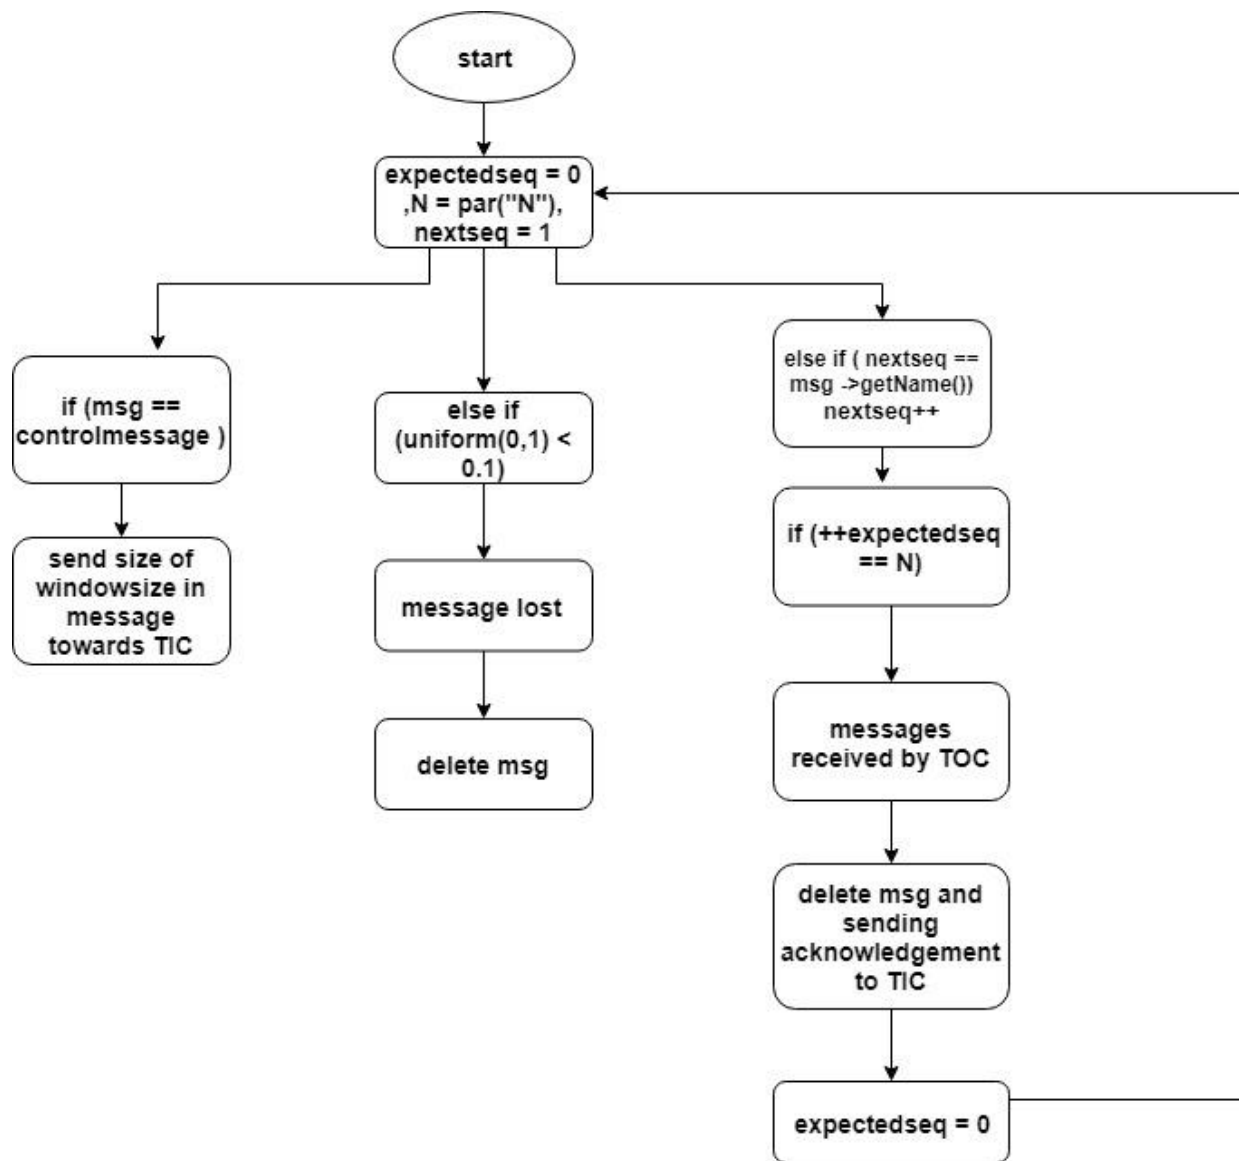 start
expectedseq = 0
,N = par("N"),
nextseq = 1
if (msg ==
controlmessage )
send size of
windowsize in
message
towards TIC
else if
(uniform(0,1) <
0.1)
message lost
delete msg
else if ( nextseq ==
msg ->getName())
nextseq++
if (++expectedseq
== N)
messages
received by TOC
delete msg and
sending
acknowledgement
to TIC
expectedseq = 0